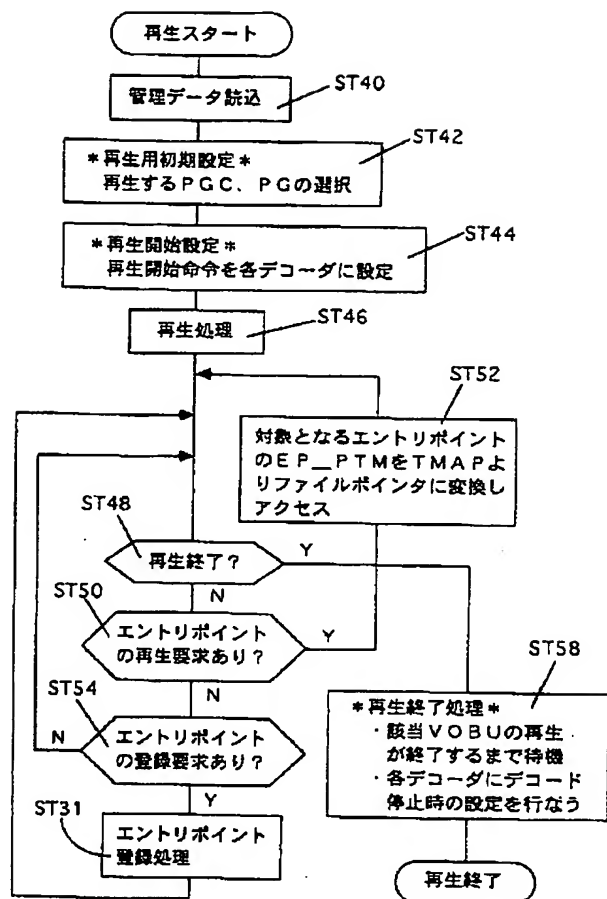 再生スタート
管理データ読込
ST40
ST42
＊再生用初期設定＊
再生するPGC、PGの選択
ST44
＊再生開始設定＊
再生開始命令を各デコーダに設定
ST46
再生処理
ST52
対象となるエントリポイント
のEP＿PTMをTMAPよ
りファイルポインタに変換し
アクセス
ST48
再生終了？
Y
N
ST50
エントリポイント
の再生要求あり？
Y
N
ST54
エントリポイント
の登録要求あり？
N
Y
ST31
エントリポイント
登録処理
ST58
＊再生終了処理＊
・該当VOBUの再生
が終了するまで待機
・各デコーダにデコード
停止時の設定を行なう
再生終了